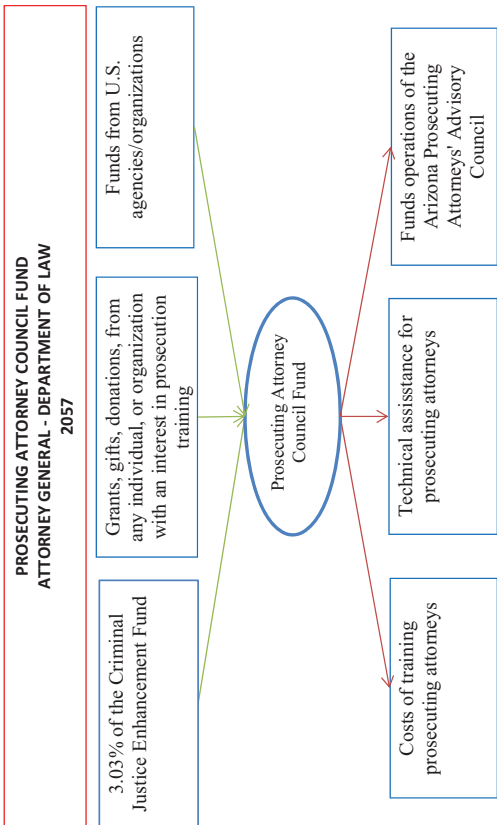 PROSECUTING ATTORNEY COUNCIL FUND
ATTORNEY GENERAL - DEPARTMENT OF LAW
2057
3.03% of the Criminal
Justice Enhancement Fund
Grants, gifts, donations, from
any individual, or organization
with an interest in prosecution
training
Funds from U.S.
agencies/organizations
Prosecuting Attorney
Council Fund
Costs of training
prosecuting attorneys
Technical assisstance for
prosecuting attorneys
Funds operations of the
Arizona Prosecuting
Attorneys' Advisory
Council